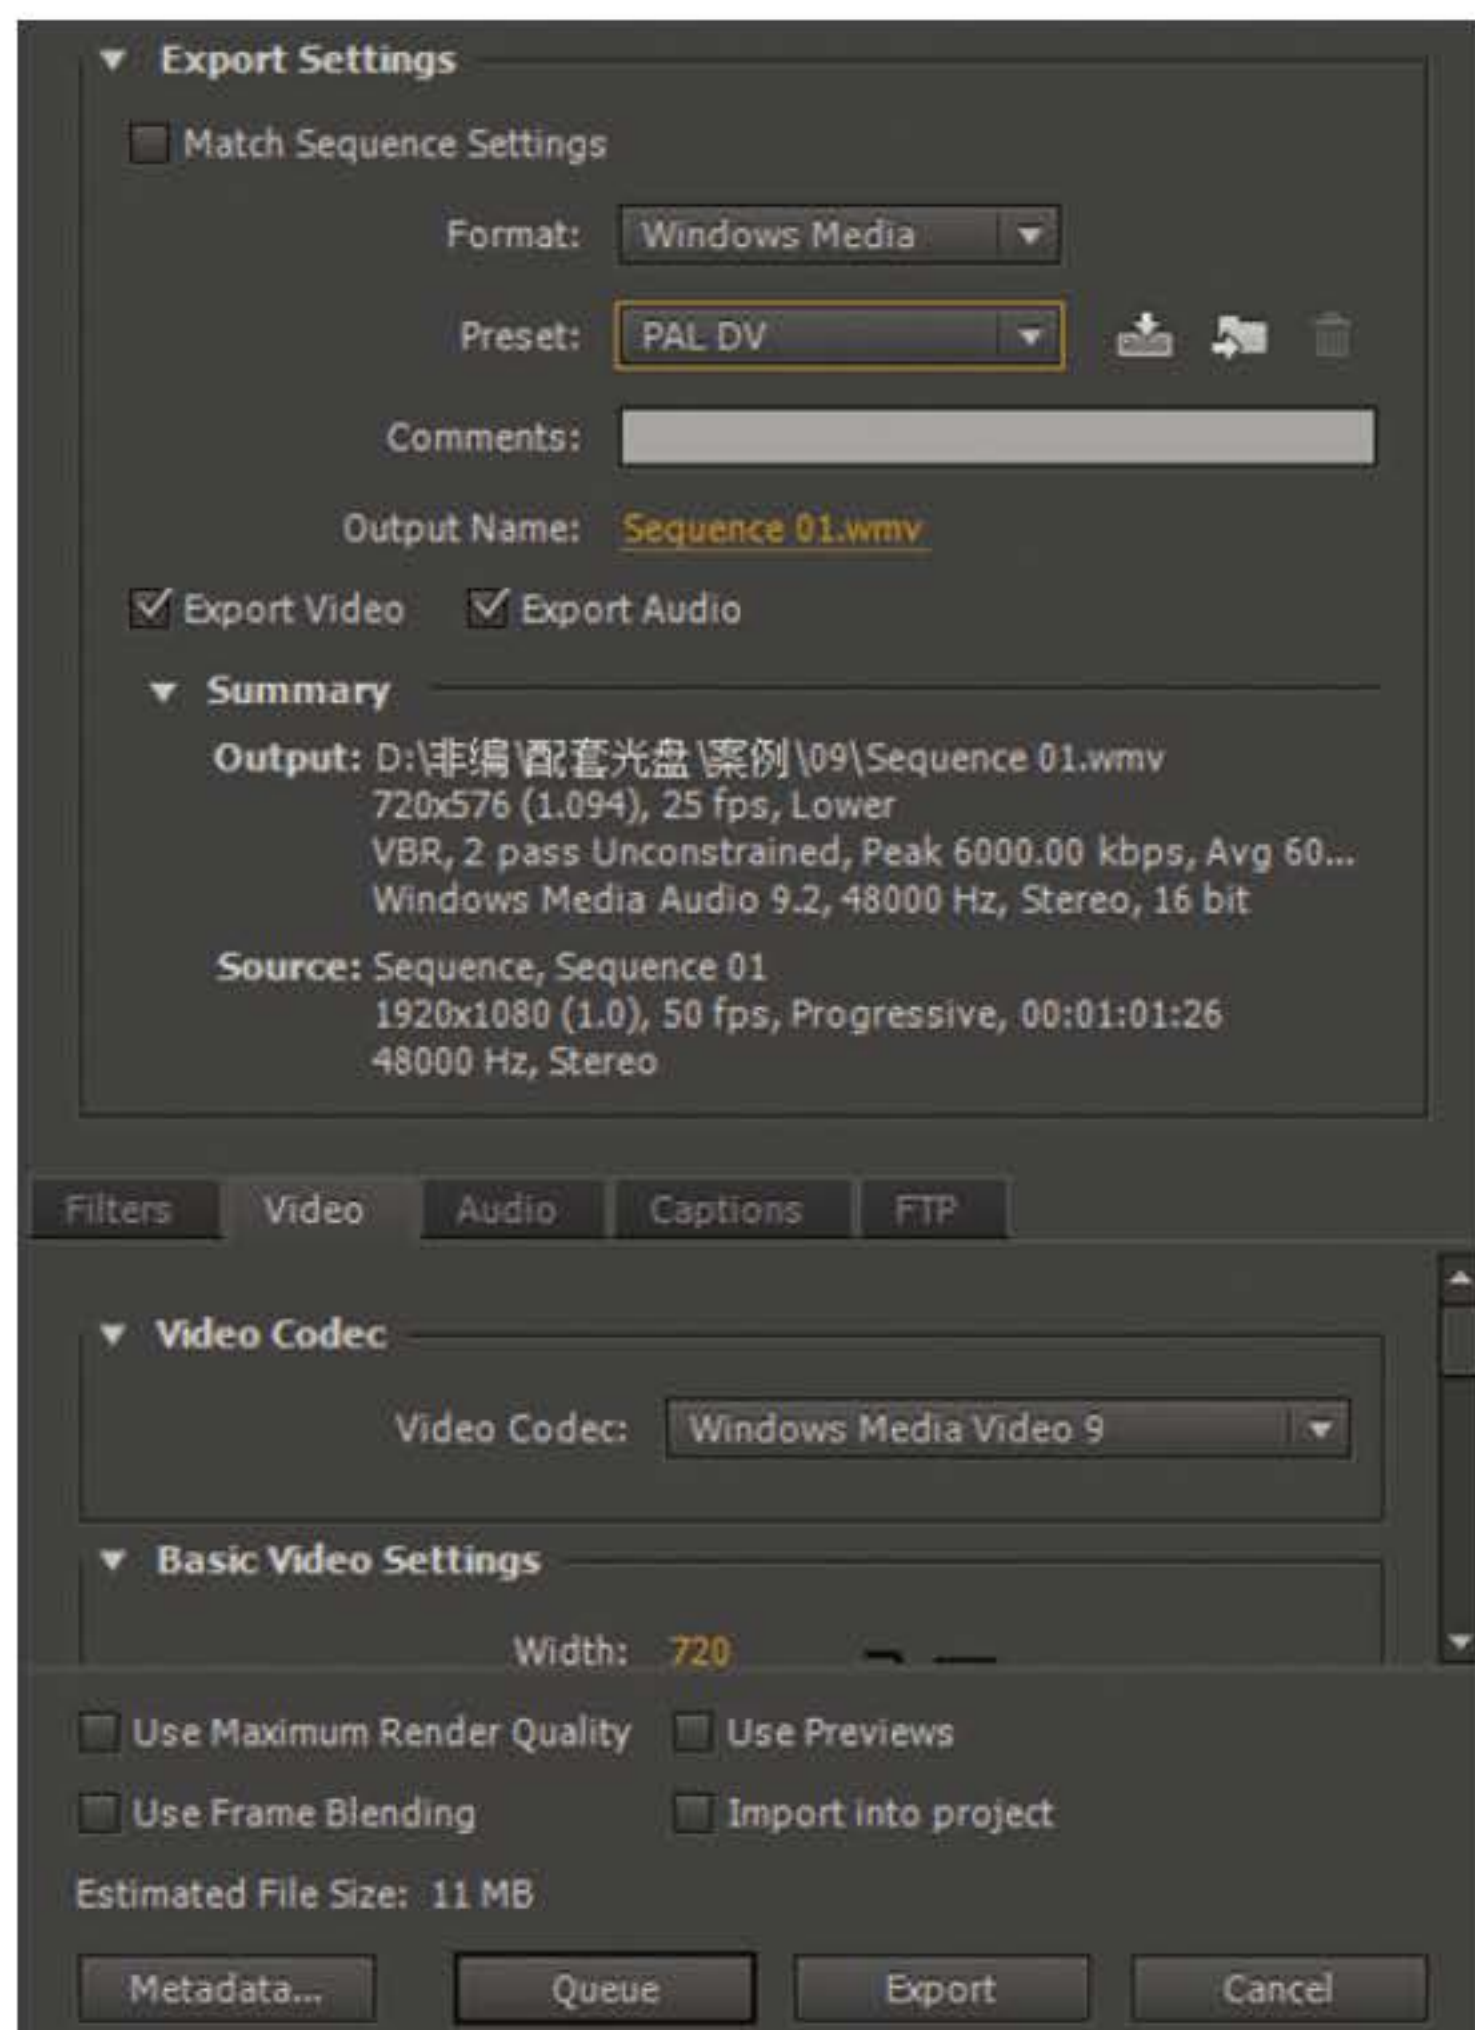 Export Settings
Match Sequence Settings
Format: Windows Media
Preset: PAL DV
Comments:
Output Name: Sequence 01.wmv
Export Video Export Audio
Summary
Output: D:\非编\配套光盘\案例\09\Sequence 01.wmv
720x576 (1.094), 25 fps, Lower
VBR, 2 pass Unconstrained, Peak 6000.00 kbps, Avg 60...
Windows Media Audio 9.2, 48000 Hz, Stereo, 16 bit
Source: Sequence, Sequence 01
1920x1080 (1.0), 50 fps, Progressive, 00:01:01:26
48000 Hz, Stereo
Filters Video Audio Captions FTP
Video Codec
Video Codec: Windows Media Video 9
Basic Video Settings
Width: 720
Use Maximum Render Quality Use Previews
Use Frame Blending Import into project
Estimated File Size: 11 MB
Metadata... Queue Export Cancel